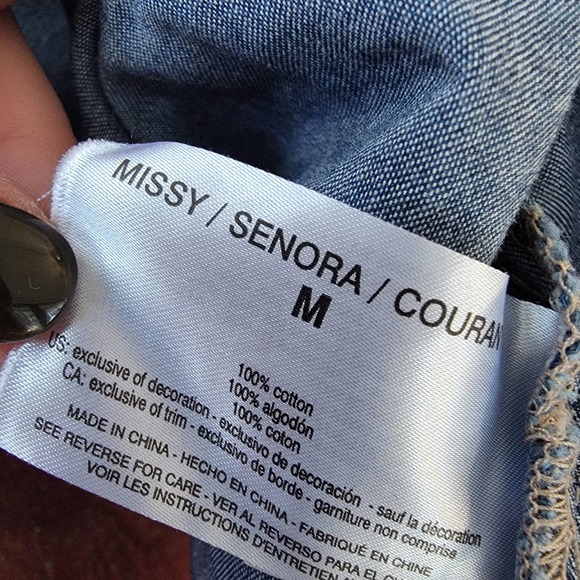 MISSY / SENORA / COURAN
M
100% cotton
100% algodón
100% coton
US: exclusive of decoration - exclusivo de decoración - sauf la décoration
CA: exclusive of trim - exclusivo de borde - garniture non comprise
MADE IN CHINA - HECHO EN CHINA - FABRIQUÉ EN CHINE
SEE REVERSE FOR CARE - VER AL REVERSO PARA EL
VOIR LES INSTRUCTIONS D'ENTRETIEN